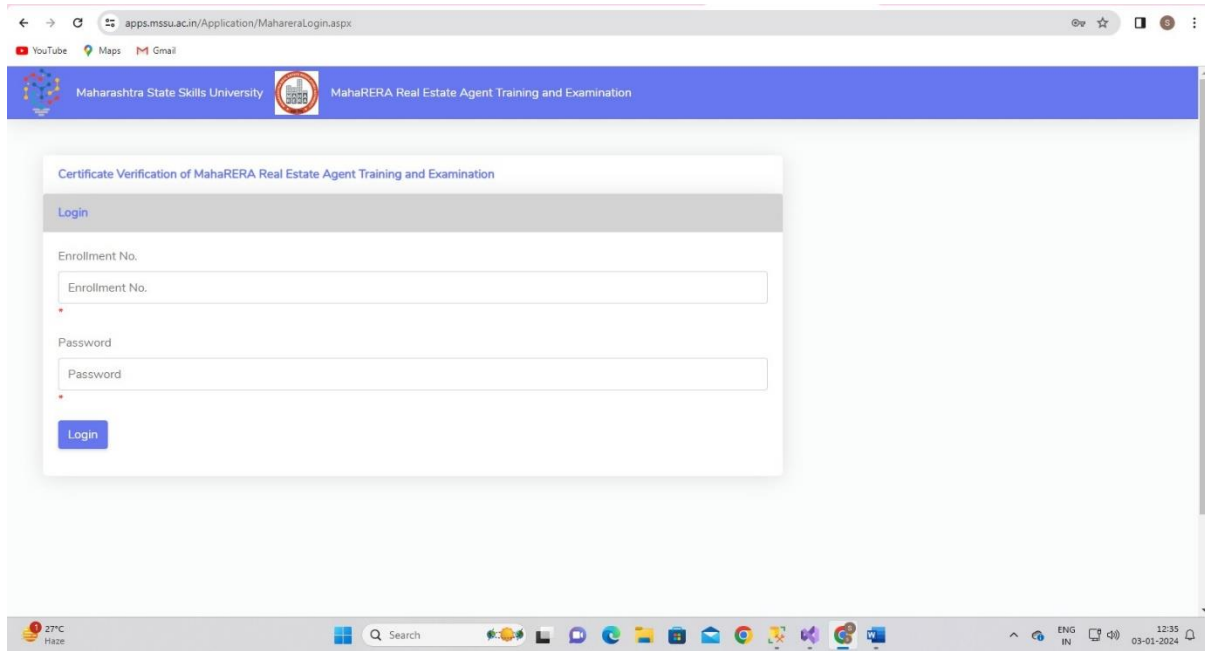 apps.mssu.ac.in/Application/MahareraLogin.aspx
S
YouTube Maps Gmail
Maharashtra State Skills University MahaRERA Real Estate Agent Training and Examination
Certificate Verification of MahaRERA Real Estate Agent Training and Examination
Login
Enrollment No.
Enrollment No.
*
Password
Password
*
Login
1 27°C
Haze
Search
ENG
IN
12:35
03-01-2024